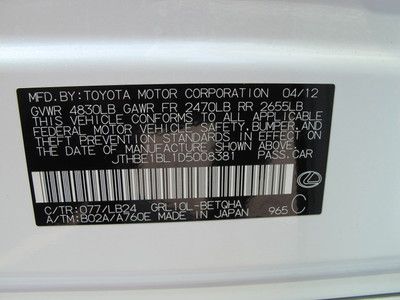 MFD.BY:TOYOTA MOTOR CORPORATION 04/12
GVWR 4830LB GAWR FR 2470LB RR 2655LB
THIS VEHICLE CONFORMS TO ALL APPLICABLE
FEDERAL MOTOR VEHICLE SAFETY,BUMPER,AND
THEFT PREVENTION STANDARDS IN EFFECT ON
THE DATE OF MANUFACTURE SHOWN ABOVE.
JTHBE1BL1D5008381 PASS.CAR
C/TR:077/LB24 GRL10L-BETQHA
A/TM:B02A/A760E MADE IN JAPAN 965 C